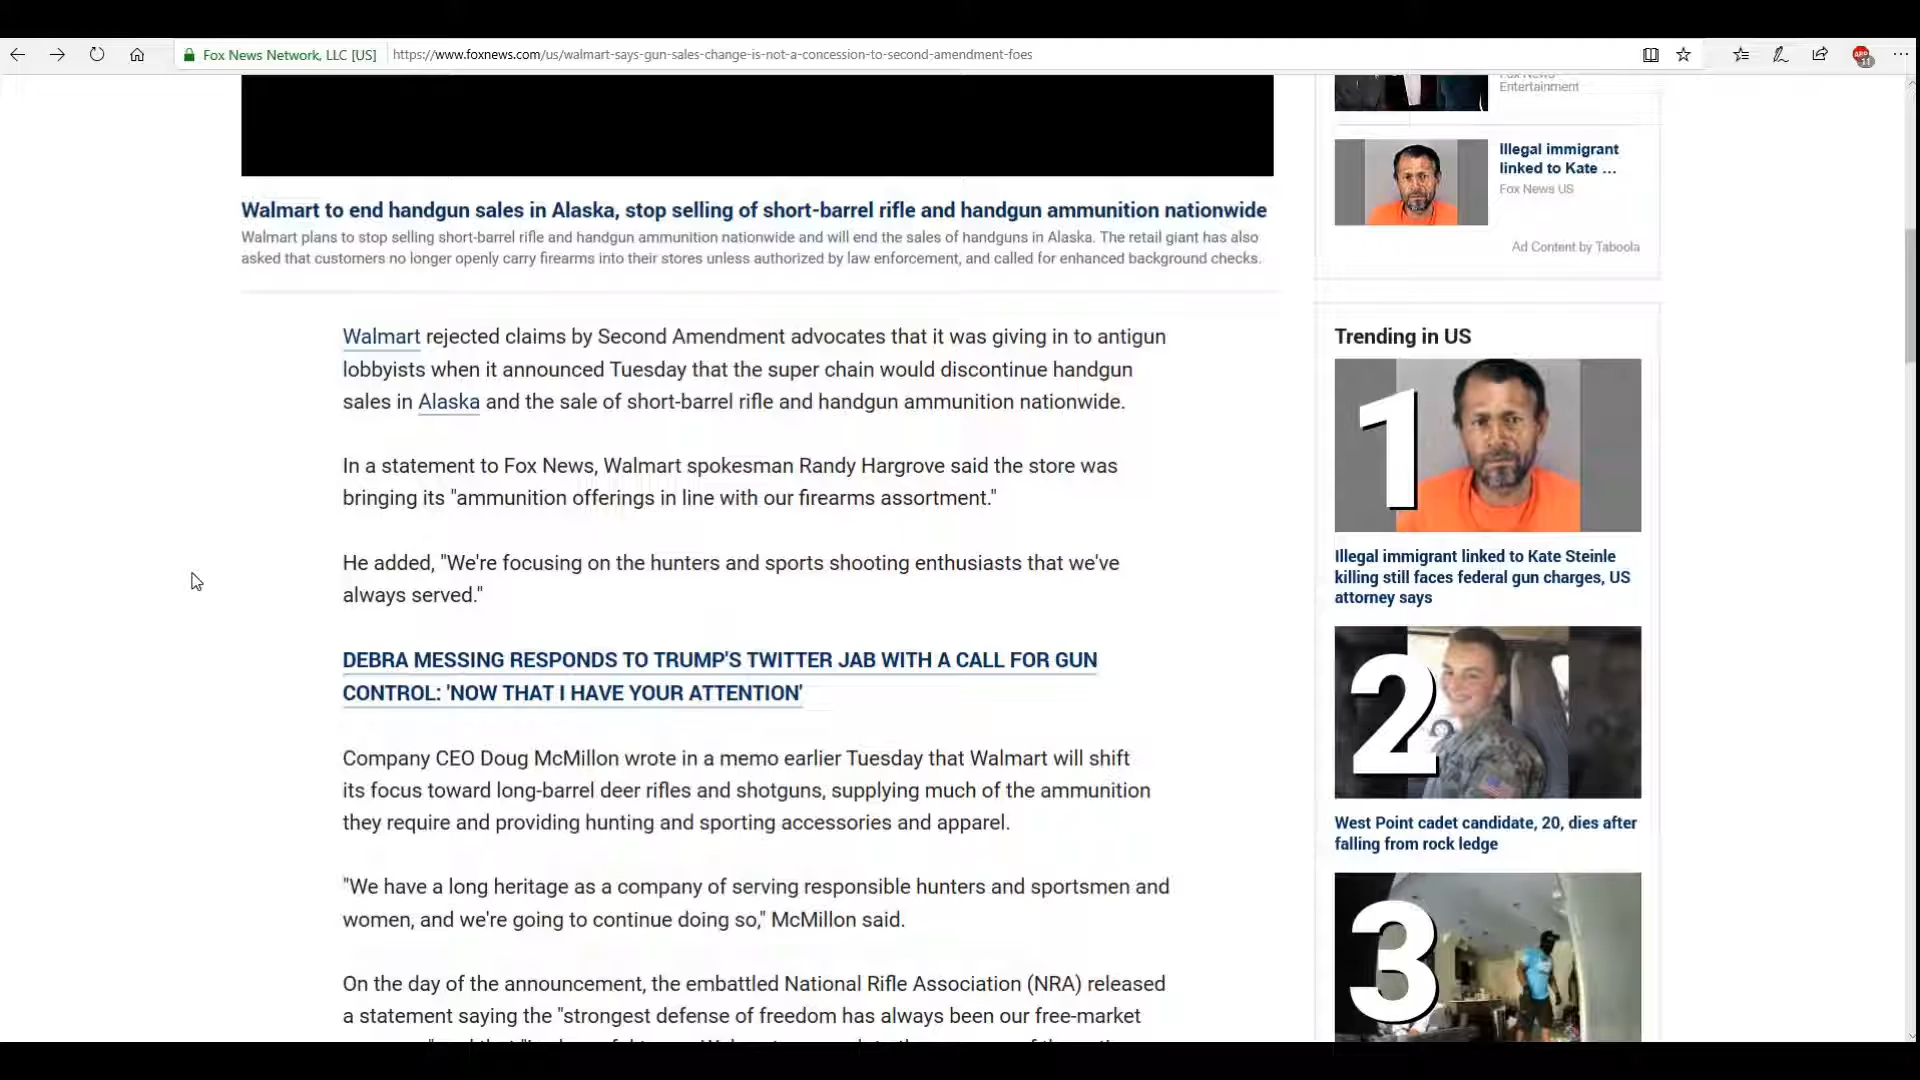 Fox News Network, LLC [US]
https://www.foxnews.com/us/walmart-says-gun-sales-change-is-not-a-concession-to-second-amendment-foes
ABP
11
Walmart to end handgun sales in Alaska, stop selling of short-barrel rifle and handgun ammunition nationwide
Walmart plans to stop selling short-barrel rifle and handgun ammunition nationwide and will end the sales of handguns in Alaska. The retail giant has also
asked that customers no longer openly carry firearms into their stores unless authorized by law enforcement, and called for enhanced background checks.
Walmart rejected claims by Second Amendment advocates that it was giving in to antigun
lobbyists when it announced Tuesday that the super chain would discontinue handgun
sales in Alaska and the sale of short-barrel rifle and handgun ammunition nationwide.
In a statement to Fox News, Walmart spokesman Randy Hargrove said the store was
bringing its "ammunition offerings in line with our firearms assortment."
He added, "We're focusing on the hunters and sports shooting enthusiasts that we've
always served."
DEBRA MESSING RESPONDS TO TRUMP'S TWITTER JAB WITH A CALL FOR GUN
CONTROL: 'NOW THAT I HAVE YOUR ATTENTION'
Company CEO Doug McMillon wrote in a memo earlier Tuesday that Walmart will shift
its focus toward long-barrel deer rifles and shotguns, supplying much of the ammunition
they require and providing hunting and sporting accessories and apparel.
"We have a long heritage as a company of serving responsible hunters and sportsmen and
women, and we're going to continue doing so," McMillon said.
On the day of the announcement, the embattled National Rifle Association (NRA) released
a statement saying the "strongest defense of freedom has always been our free-market
Fox News
Entertainment
Illegal immigrant
linked to Kate ...
Fox News US
Ad Content by Taboola
Trending in US
1
Illegal immigrant linked to Kate Steinle
killing still faces federal gun charges, US
attorney says
2
West Point cadet candidate, 20, dies after
falling from rock ledge
3